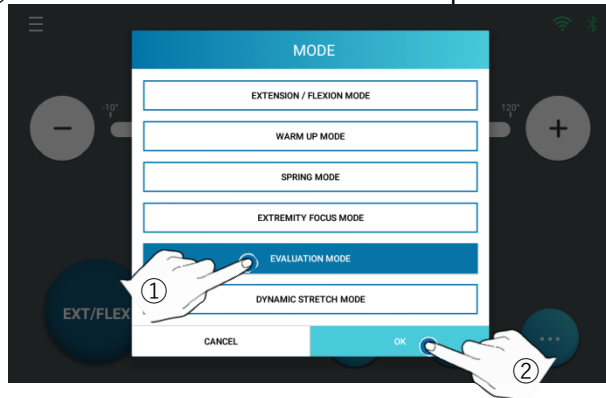 MODE
EXTENSION / FLEXION MODE
-10°
120°
WARM UP MODE
SPRING MODE
EXTREMITY FOCUS MODE
EVALUATION MODE
①
DYNAMIC STRETCH MODE
EXT/FLEX
CANCEL
OK
②